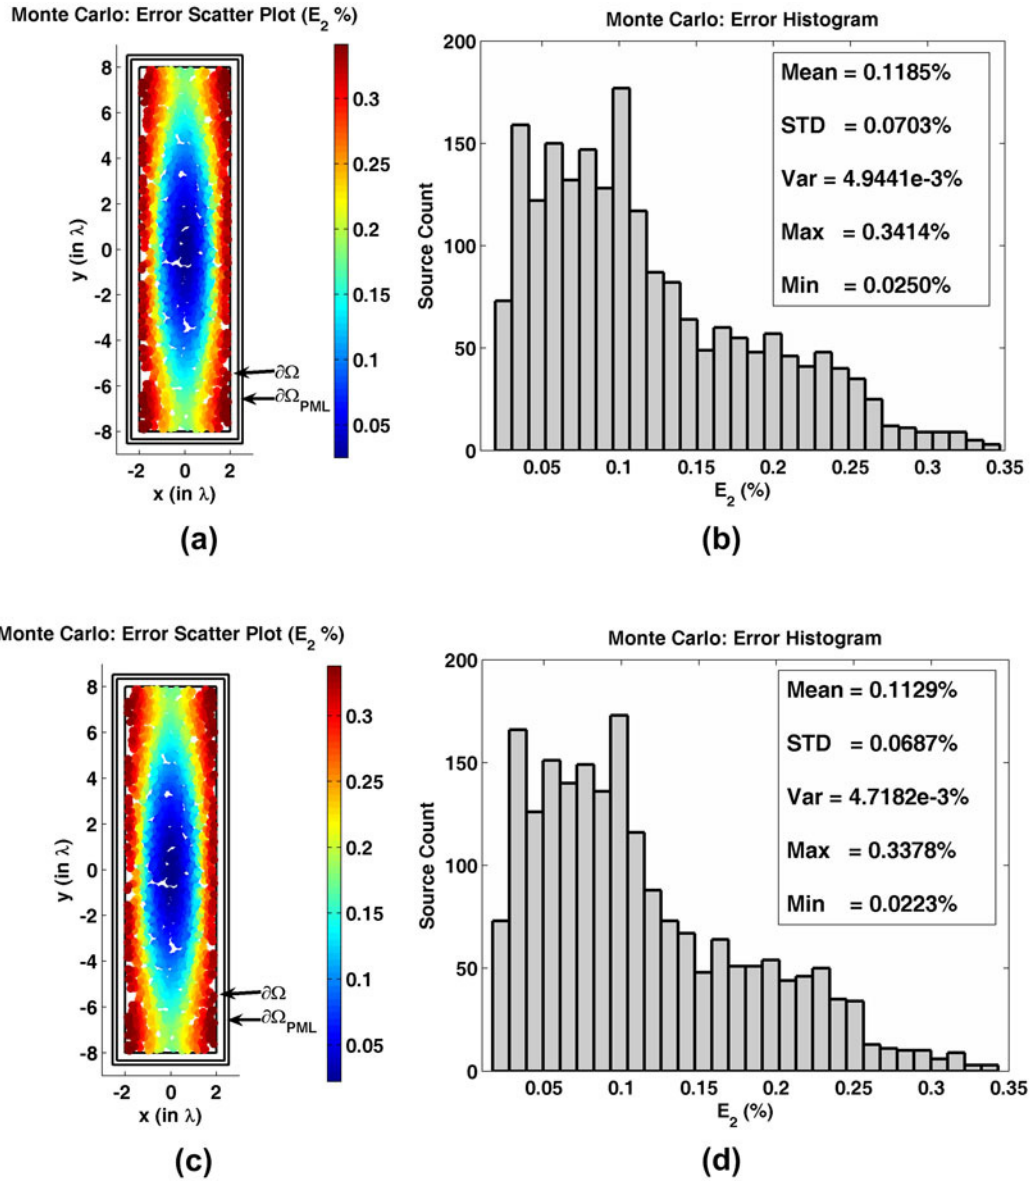 Monte Carlo: Error Scatter Plot (E2 %)
8
6
4
2
0
-2
-4
-6
-8
y (in λ)
-2 0 2
x (in λ)
∂Ω
∂ΩPML
0.3
0.25
0.2
0.15
0.1
0.05
(a)
Monte Carlo: Error Histogram
200
150
100
50
0
Source Count
0.05 0.1 0.15 0.2 0.25 0.3 0.35
E2 (%)
Mean = 0.1185%
STD = 0.0703%
Var = 4.9441e-3%
Max = 0.3414%
Min = 0.0250%
(b)
Monte Carlo: Error Scatter Plot (E2 %)
8
6
4
2
0
-2
-4
-6
-8
y (in λ)
-2 0 2
x (in λ)
∂Ω
∂ΩPML
0.3
0.25
0.2
0.15
0.1
0.05
(c)
Monte Carlo: Error Histogram
200
150
100
50
0
Source Count
0.05 0.1 0.15 0.2 0.25 0.3 0.35
E2 (%)
Mean = 0.1129%
STD = 0.0687%
Var = 4.7182e-3%
Max = 0.3378%
Min = 0.0223%
(d)